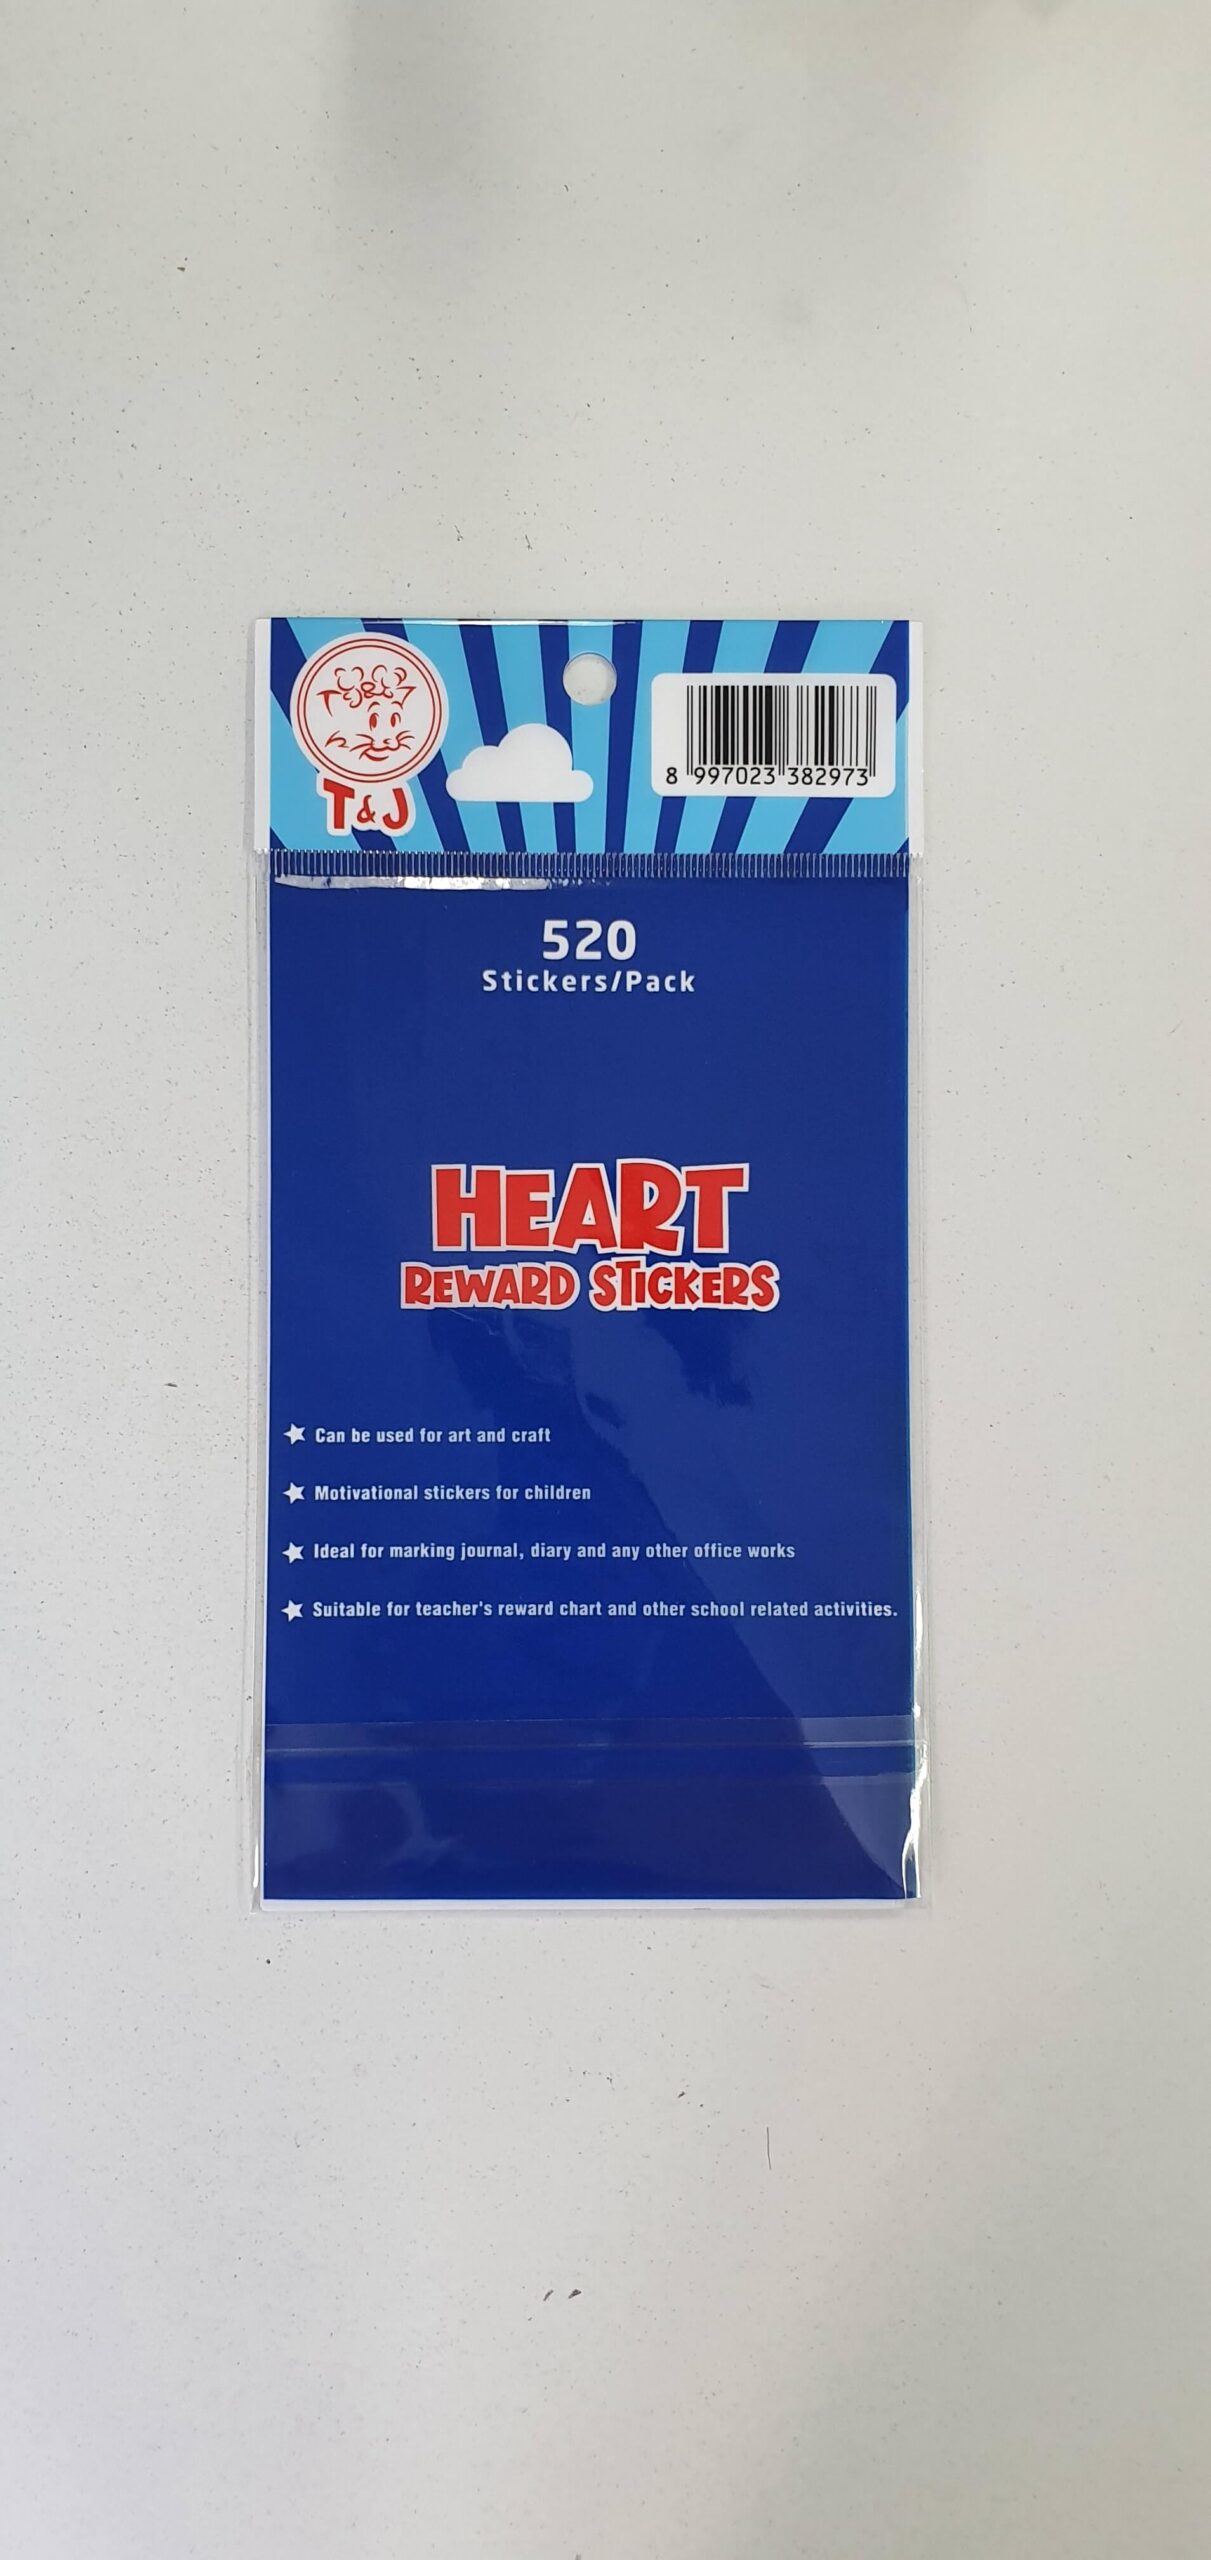 T&J
8 997023 382973
520
Stickers/Pack
HEART
REWARD STICKERS
Can be used for art and craft
Motivational stickers for children
Ideal for marking journal, diary and any other office works
Suitable for teacher's reward chart and other school related activities.